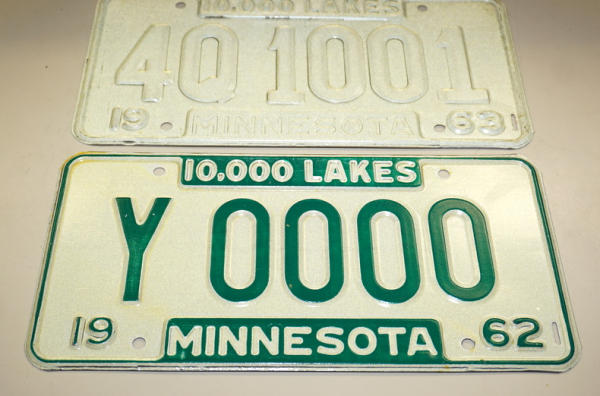 10,000 LAKES
4Q 1001
19 MINNESOTA 63
10,000 LAKES
Y 0000
19 MINNESOTA 62